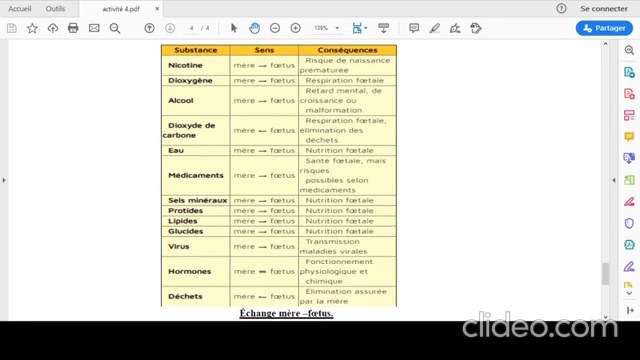 Accueil Outils activité 4.pdf × ? Se connecter
4 / 4 139% Partager
Substance Sens Conséquences
Nicotine mère → fœtus Risque de naissance
prématurée
Dioxygène mère → fœtus Respiration fœtale
Alcool mère → fœtus Retard mental, de
croissance ou
malformation
Dioxyde de
carbone mère ← fœtus Respiration fœtale,
élimination des
déchets
Eau mère → fœtus Nutrition fœtale
Médicaments mère → fœtus Santé fœtale, mais
risques
possibles selon
médicaments
Sels minéraux mère → fœtus Nutrition fœtale
Protides mère → fœtus Nutrition fœtale
Lipides mère → fœtus Nutrition fœtale
Glucides mère → fœtus Nutrition fœtale
Virus mère → fœtus Transmission
maladies virales
Hormones mère ↔ fœtus Fonctionnement
physiologique et
chimique
Déchets mère ← fœtus Élimination assurée
par la mère
Échange mère –fœtus.
clideo.com